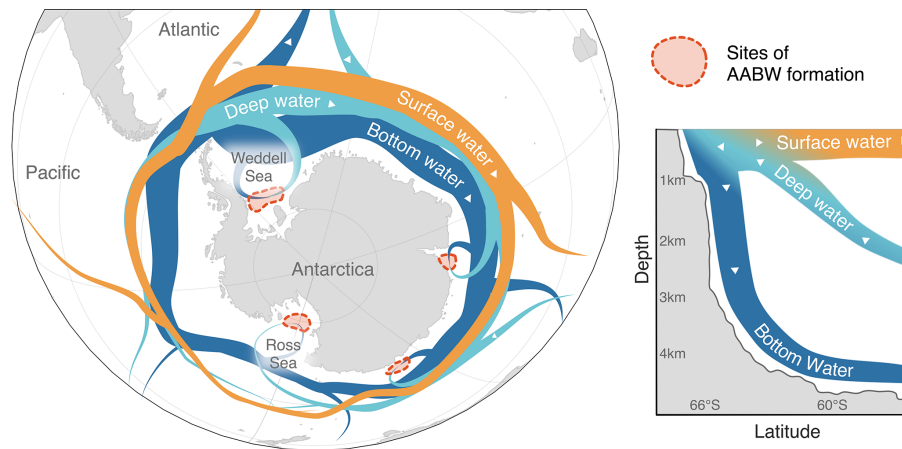 Atlantic
Pacific
Deep water
Surface water
Bottom water
Weddell
Sea
Antarctica
Ross
Sea
Sites of
AABW formation
Surface water
Deep water
Bottom Water
1km
2km
3km
4km
Depth
66°S
60°S
Latitude